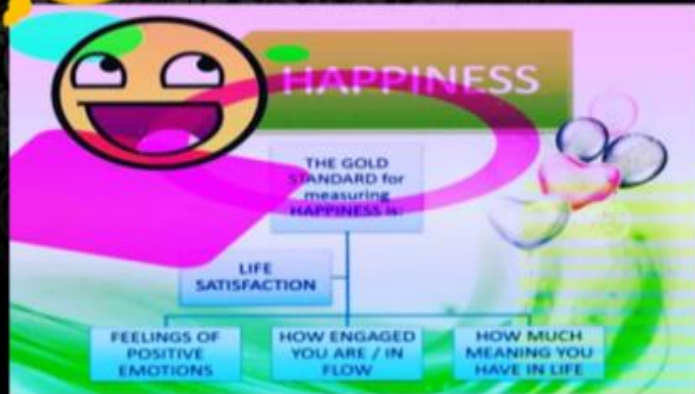 HAPPINESS
THE GOLD
STANDARD for
measuring
HAPPINESS is:
LIFE
SATISFACTION
FEELINGS OF
POSITIVE
EMOTIONS
HOW ENGAGED
YOU ARE / IN
FLOW
HOW MUCH
MEANING YOU
HAVE IN LIFE